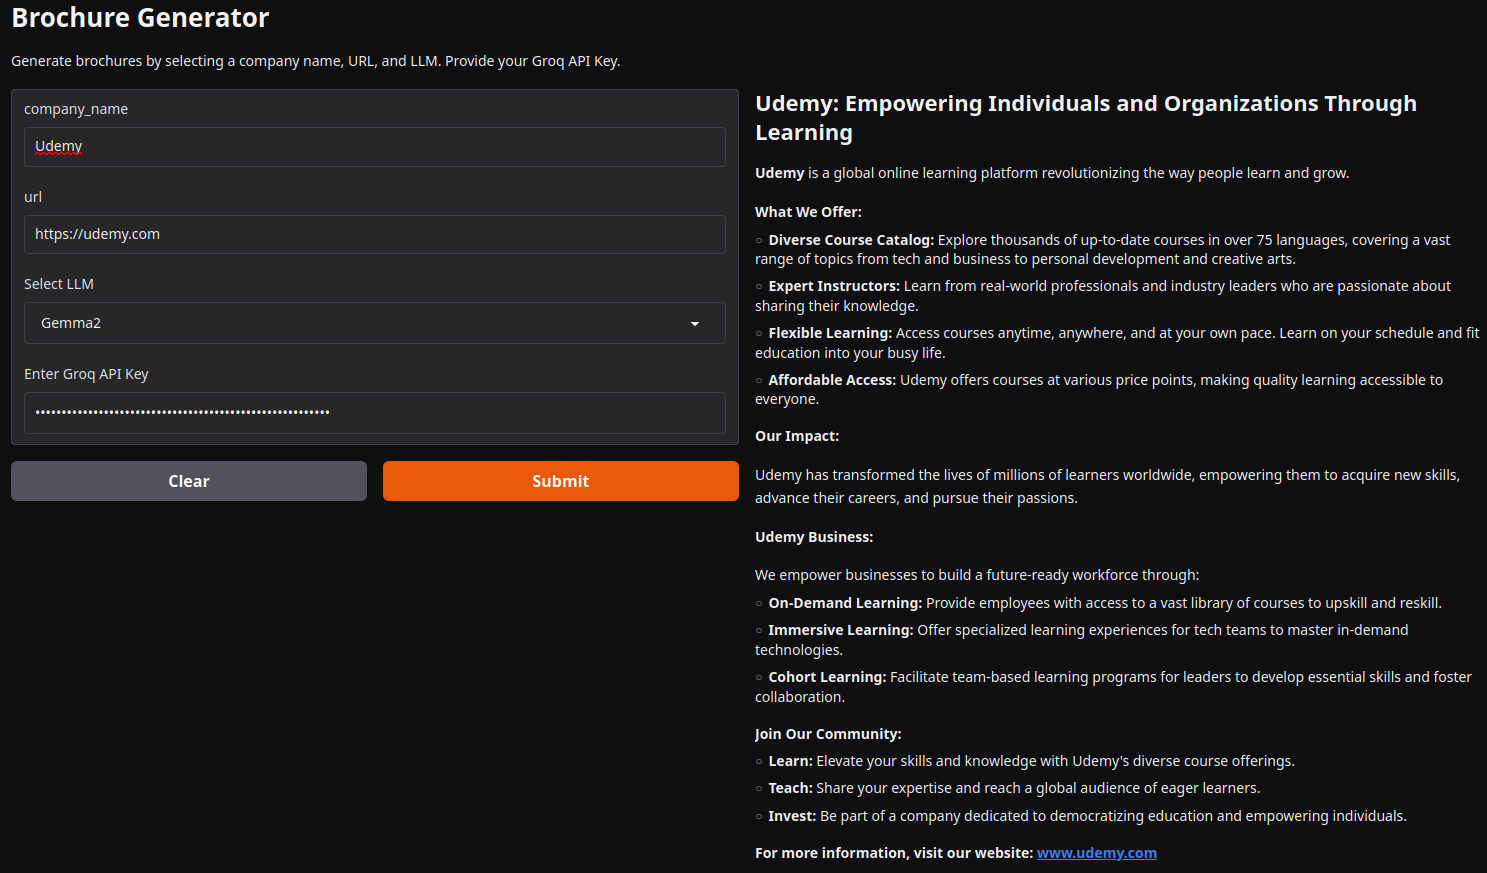 Brochure Generator
Generate brochures by selecting a company name, URL, and LLM. Provide your Groq API Key.
company_name
Udemy
url
https://udemy.com
Select LLM
Gemma2
Enter Groq API Key
Clear
Submit
Udemy: Empowering Individuals and Organizations Through
Learning
Udemy is a global online learning platform revolutionizing the way people learn and grow.
What We Offer:
○ Diverse Course Catalog: Explore thousands of up-to-date courses in over 75 languages, covering a vast
range of topics from tech and business to personal development and creative arts.
○ Expert Instructors: Learn from real-world professionals and industry leaders who are passionate about
sharing their knowledge.
○ Flexible Learning: Access courses anytime, anywhere, and at your own pace. Learn on your schedule and fit
education into your busy life.
○ Affordable Access: Udemy offers courses at various price points, making quality learning accessible to
everyone.
Our Impact:
Udemy has transformed the lives of millions of learners worldwide, empowering them to acquire new skills,
advance their careers, and pursue their passions.
Udemy Business:
We empower businesses to build a future-ready workforce through:
○ On-Demand Learning: Provide employees with access to a vast library of courses to upskill and reskill.
○ Immersive Learning: Offer specialized learning experiences for tech teams to master in-demand
technologies.
○ Cohort Learning: Facilitate team-based learning programs for leaders to develop essential skills and foster
collaboration.
Join Our Community:
○ Learn: Elevate your skills and knowledge with Udemy's diverse course offerings.
○ Teach: Share your expertise and reach a global audience of eager learners.
○ Invest: Be part of a company dedicated to democratizing education and empowering individuals.
For more information, visit our website: www.udemy.com